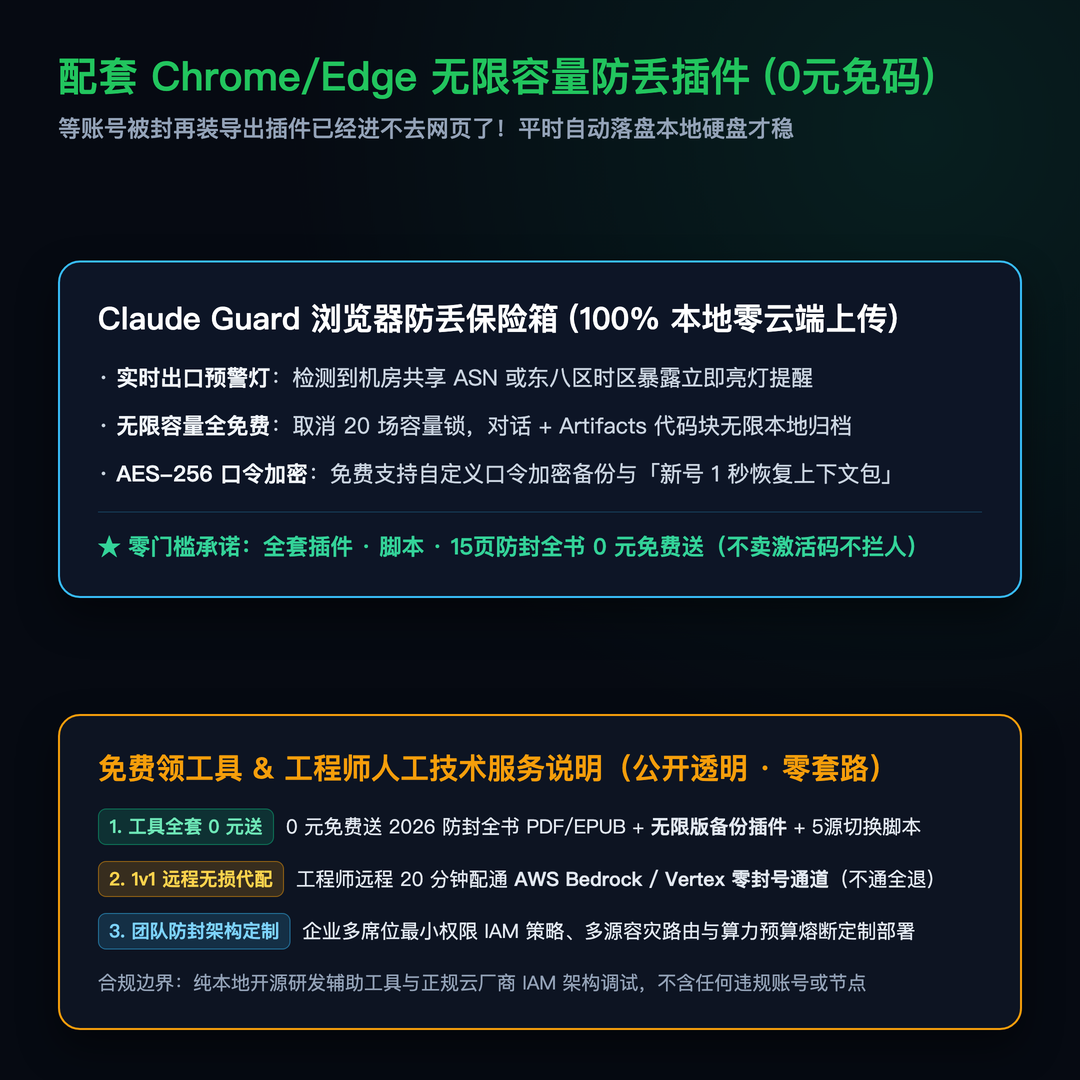 配套 Chrome/Edge 无限容量防丢插件 (0元免码)
等账号被封再装导出插件已经进不去网页了！平时自动落盘本地硬盘才稳
Claude Guard 浏览器防丢保险箱 (100% 本地零云端上传)
· 实时出口预警灯：检测到机房共享 ASN 或东八区时区暴露立即亮灯提醒
· 无限容量全免费：取消 20 场容量锁，对话 + Artifacts 代码块无限本地归档
· AES-256 口令加密：免费支持自定义口令加密备份与「新号 1 秒恢复上下文包」
★ 零门槛承诺：全套插件 · 脚本 · 15页防封全书 0 元免费送（不卖激活码不拦人）
免费领工具 & 工程师人工技术服务说明（公开透明 · 零套路）
1. 工具全套 0 元送 0 元免费送 2026 防封全书 PDF/EPUB + 无限版备份插件 + 5源切换脚本
2. 1v1 远程无损代配 工程师远程 20 分钟配通 AWS Bedrock / Vertex 零封号通道（不通全退）
3. 团队防封架构定制 企业多席位最小权限 IAM 策略、多源容灾路由与算力预算熔断定制部署
合规边界：纯本地开源研发辅助工具与正规云厂商 IAM 架构调试，不含任何违规账号或节点